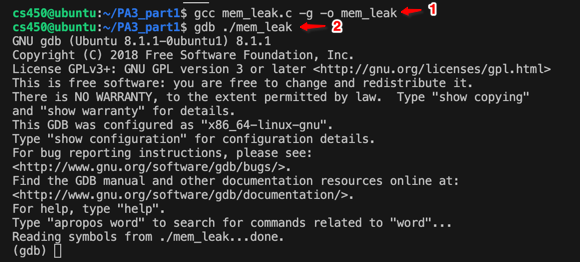 cs450@ubuntu:~/PA3_part1$ gcc mem_leak.c -g -o mem_leak 1
cs450@ubuntu:~/PA3_part1$ gdb ./mem_leak 2
GNU gdb (Ubuntu 8.1.1-0ubuntu1) 8.1.1
Copyright (C) 2018 Free Software Foundation, Inc.
License GPLv3+: GNU GPL version 3 or later <http://gnu.org/licenses/gpl.html>
This is free software: you are free to change and redistribute it.
There is NO WARRANTY, to the extent permitted by law.  Type "show copying"
and "show warranty" for details.
This GDB was configured as "x86_64-linux-gnu".
Type "show configuration" for configuration details.
For bug reporting instructions, please see:
<http://www.gnu.org/software/gdb/bugs/>.
Find the GDB manual and other documentation resources online at:
<http://www.gnu.org/software/gdb/documentation/>.
For help, type "help".
Type "apropos word" to search for commands related to "word"...
Reading symbols from ./mem_leak...done.
(gdb)